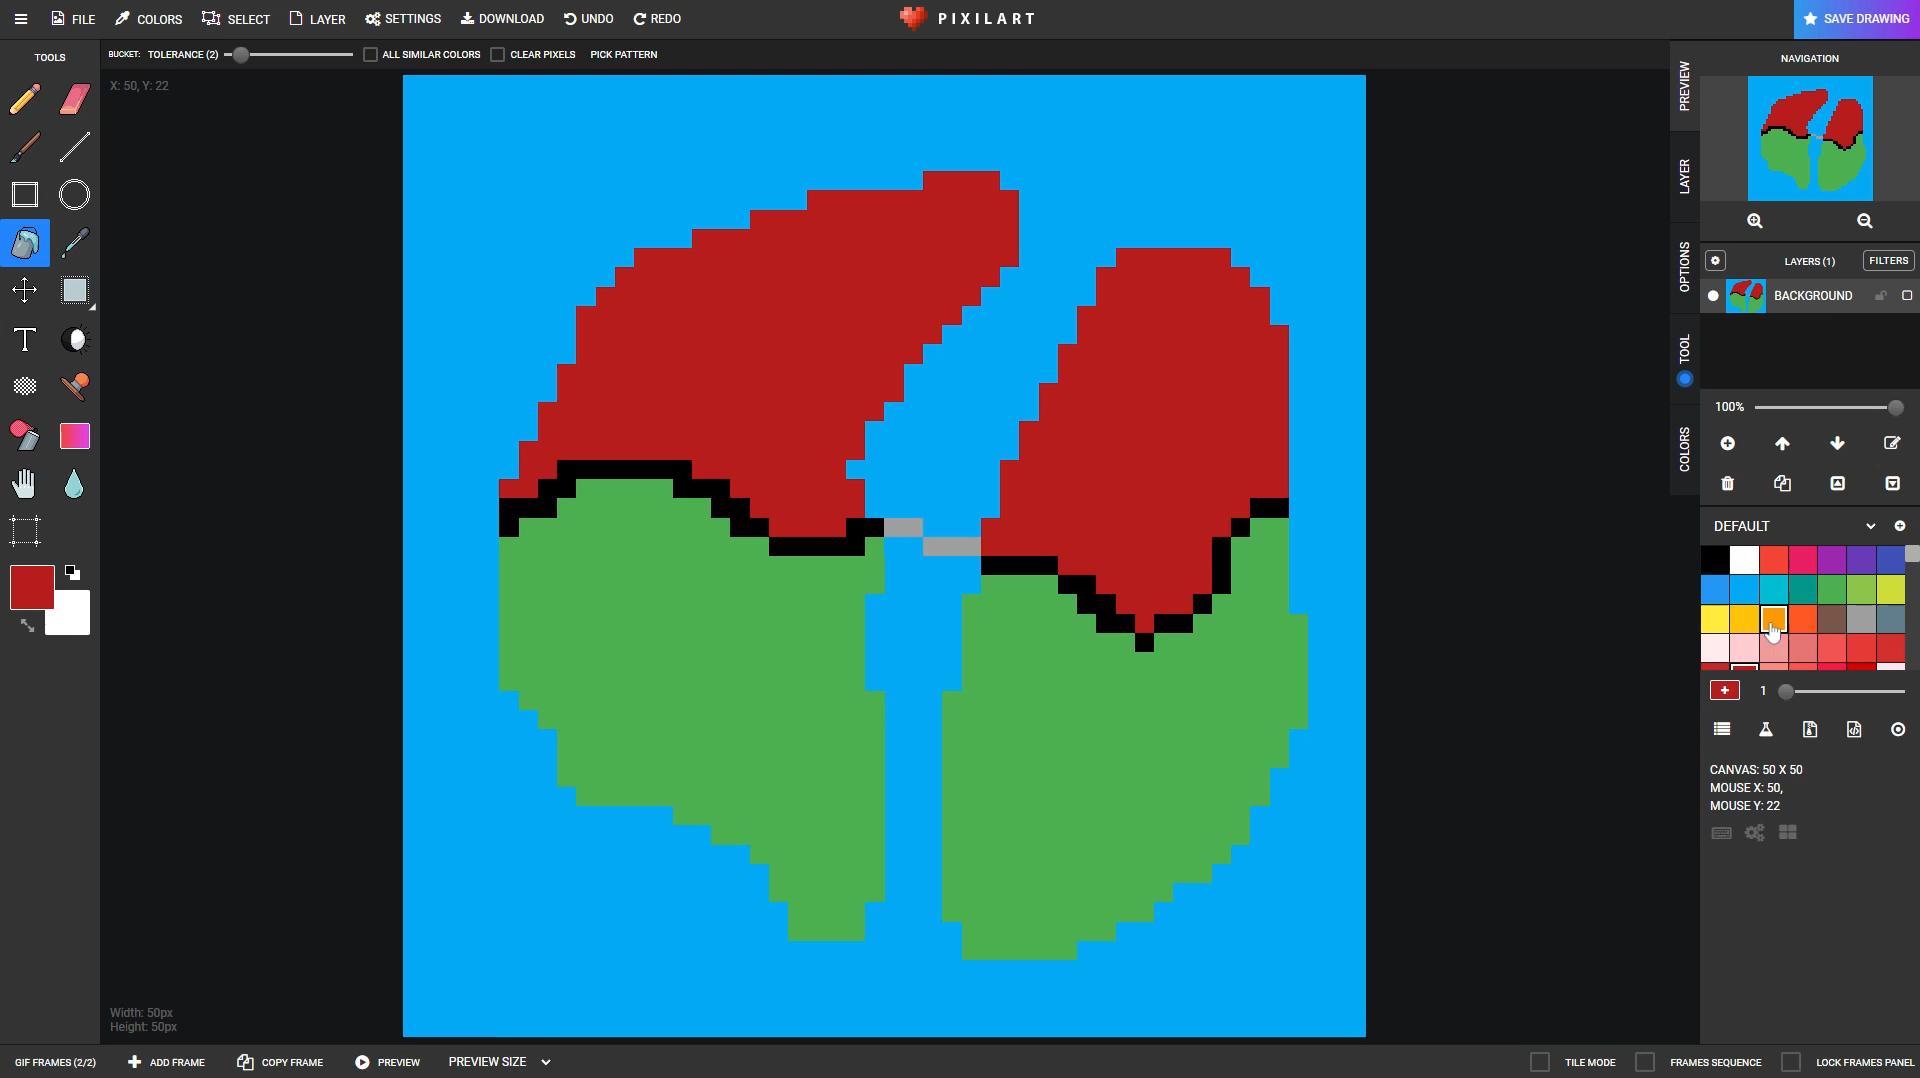 FILE COLORS SELECT LAYER SETTINGS DOWNLOAD UNDO REDO PIXILART SAVE DRAWING
TOOLS
BUCKET: TOLERANCE (2) ALL SIMILAR COLORS CLEAR PIXELS PICK PATTERN
X: 50, Y: 22
PREVIEW
LAYER
OPTIONS
TOOL
COLORS
NAVIGATION
LAYERS (1) FILTERS
BACKGROUND
100%
DEFAULT
1
CANVAS: 50 X 50
MOUSE X: 50,
MOUSE Y: 22
Width: 50px
Height: 50px
GIF FRAMES (2/2) ADD FRAME COPY FRAME PREVIEW PREVIEW SIZE TILE MODE FRAMES SEQUENCE LOCK FRAMES PANEL